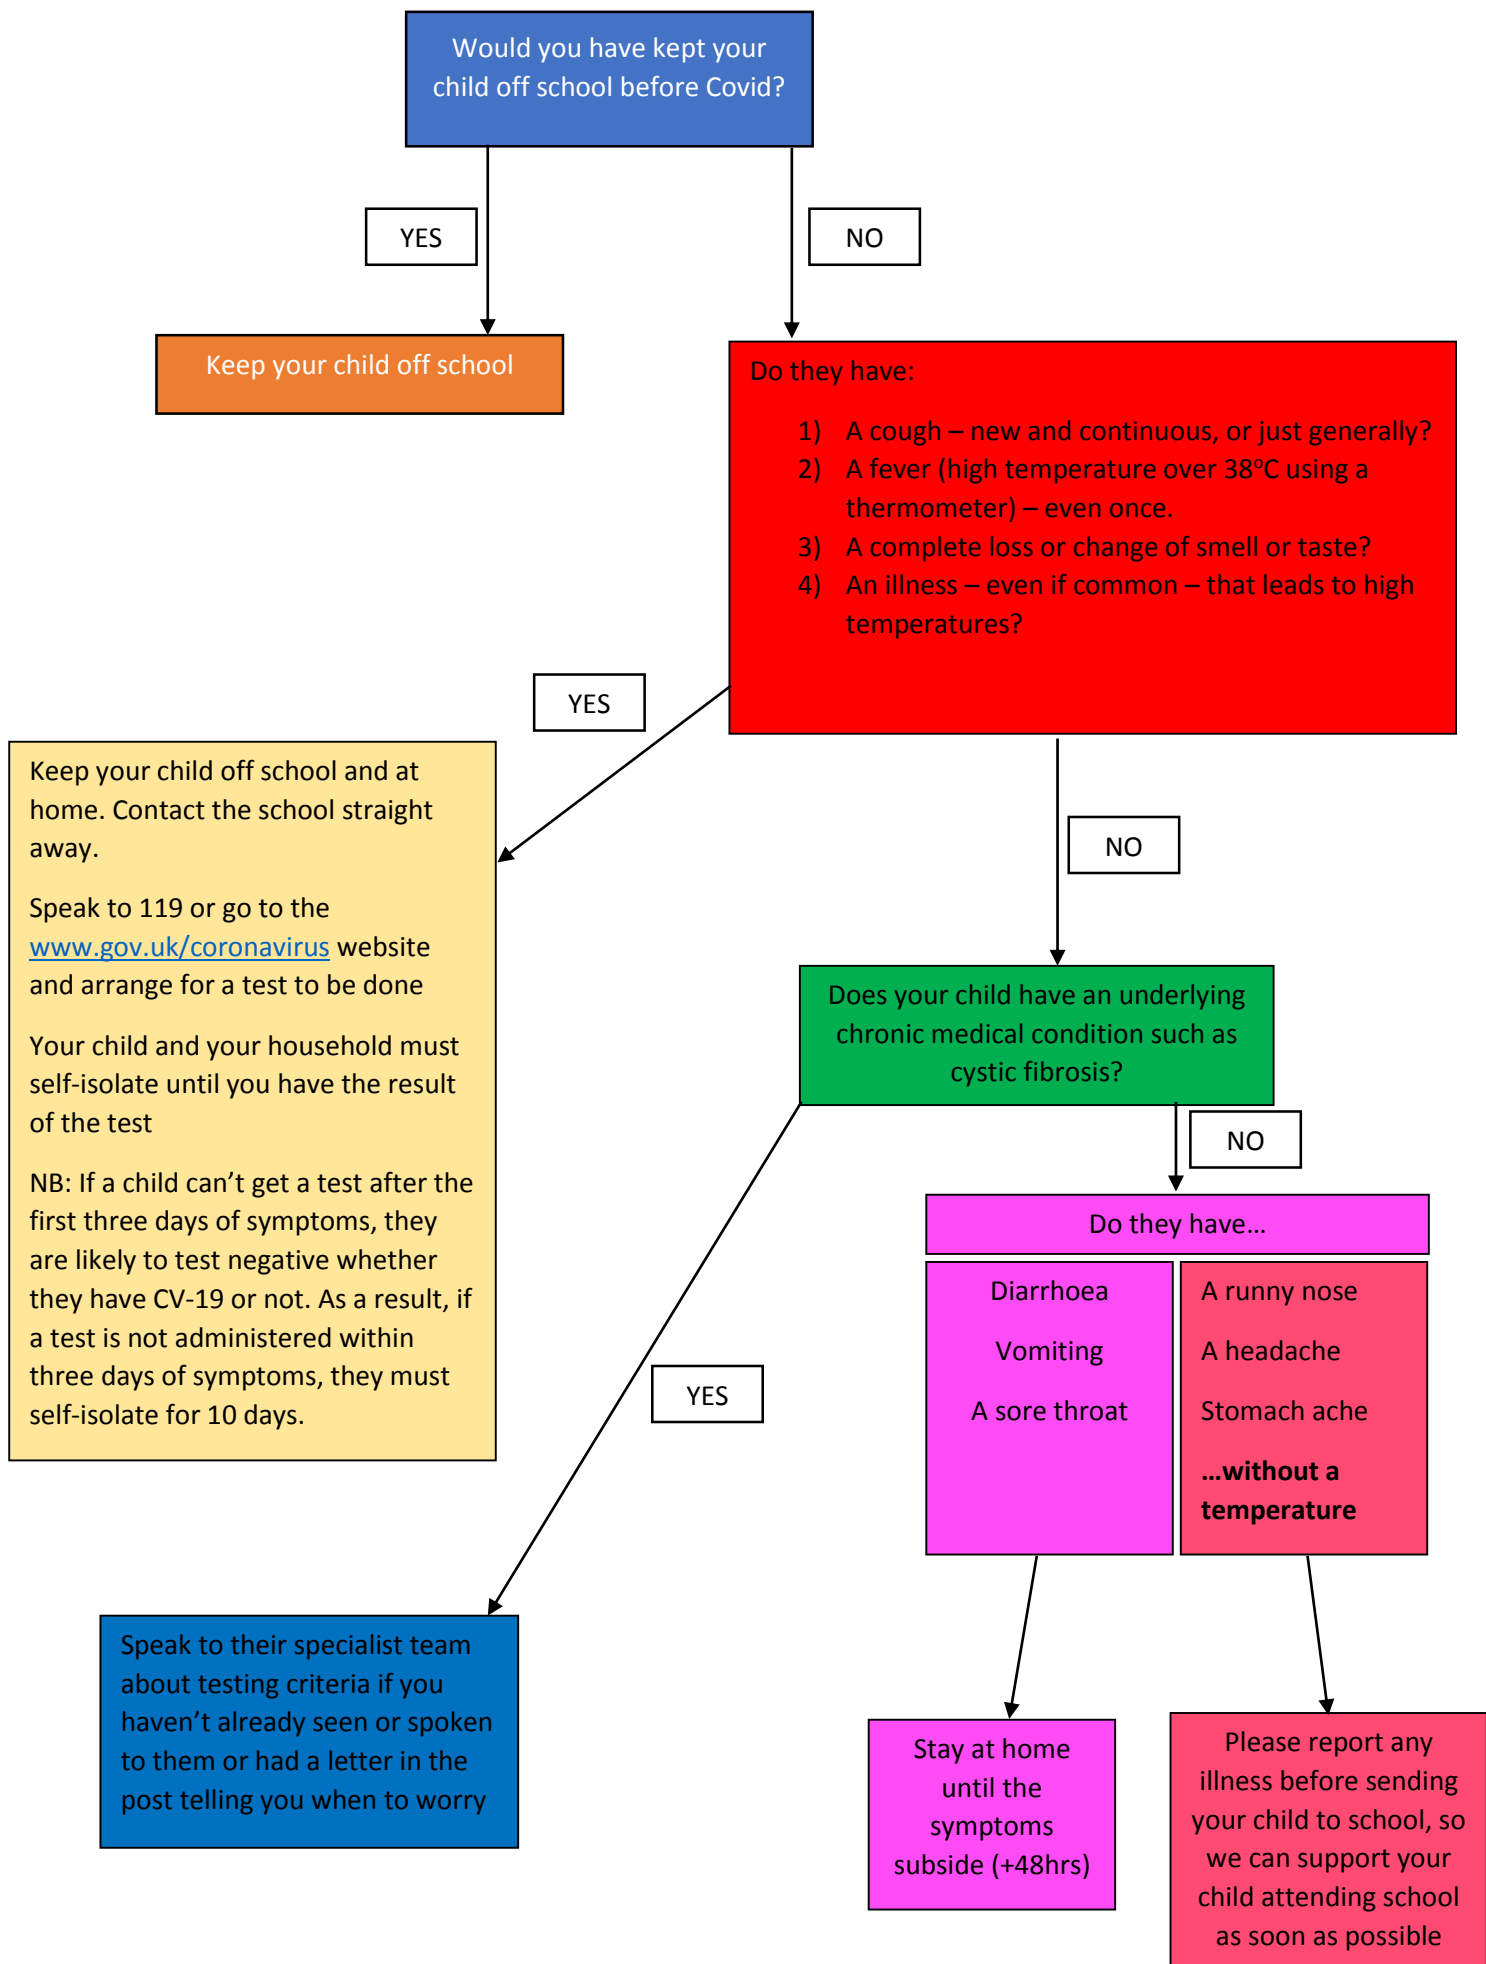 Would you have kept your
child off school before Covid?
YES
NO
Keep your child off school
Do they have:
1) A cough – new and continuous, or just generally?
2) A fever (high temperature over 38°C using a
thermometer) – even once.
3) A complete loss or change of smell or taste?
4) An illness – even if common – that leads to high
temperatures?
YES
Keep your child off school and at
home. Contact the school straight
away.
Speak to 119 or go to the
www.gov.uk/coronavirus website
and arrange for a test to be done
Your child and your household must
self-isolate until you have the result
of the test
NB: If a child can’t get a test after the
first three days of symptoms, they
are likely to test negative whether
they have CV-19 or not. As a result, if
a test is not administered within
three days of symptoms, they must
self-isolate for 10 days.
NO
Does your child have an underlying
chronic medical condition such as
cystic fibrosis?
NO
Do they have…
Diarrhoea
Vomiting
A sore throat
A runny nose
A headache
Stomach ache
…without a
temperature
YES
Speak to their specialist team
about testing criteria if you
haven’t already seen or spoken
to them or had a letter in the
post telling you when to worry
Stay at home
until the
symptoms
subside (+48hrs)
Please report any
illness before sending
your child to school, so
we can support your
child attending school
as soon as possible